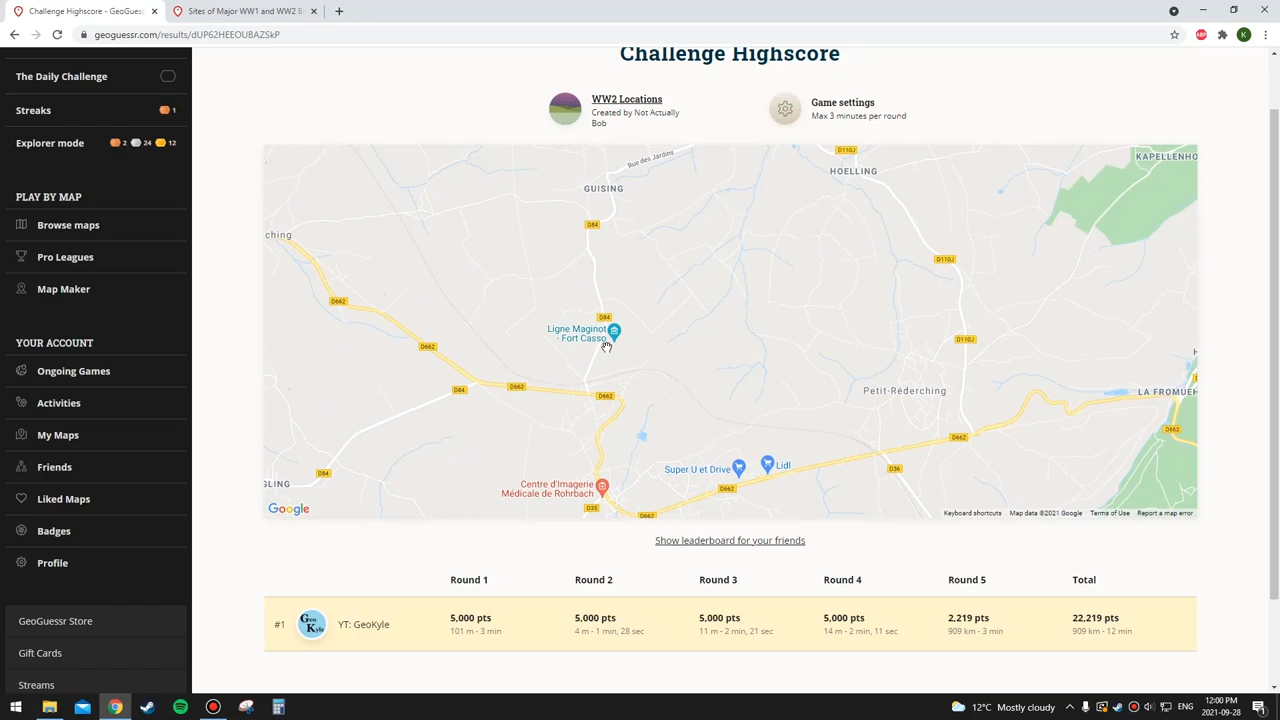 Challenge Highscore - GeoGuessr
Sites of Major WW1 and WW2 B
geoguessr.com/results/dUP62HEEOUBAZSkP
ABP
K
The Daily Challenge
Streaks
1
Explorer mode
2 24 12
PLAY BY MAP
Browse maps
Pro Leagues
Map Maker
YOUR ACCOUNT
Ongoing Games
Activities
My Maps
Friends
Liked Maps
Badges
Profile
GeoGuessr Store
Gift Cards
Streams
Challenge Highscore
WW2 Locations
Created by Not Actually
Bob
Game settings
Max 3 minutes per round
Rue des Jardins
D110J
KAPELLENHO
HOELLING
GUISING
D84
ching
D110J
D662
D84
Ligne Maginot
- Fort Casso
D110J
D662
D84
D662
D662
Petit-Réderching
LA FROMUEH
D662
D662
D84
Super U et Drive
Lidl
D36
GLING
Centre d'Imagerie
Médicale de Rohrbach
D662
D35
D662
Google
Keyboard shortcuts
Map data ©2021 Google
Terms of Use
Report a map error
Show leaderboard for your friends
Round 1 Round 2 Round 3 Round 4 Round 5 Total
#1
Geo
Kyle
YT: GeoKyle
5,000 pts 5,000 pts 5,000 pts 5,000 pts 2,219 pts 22,219 pts
101 m - 3 min 4 m - 1 min, 28 sec 11 m - 2 min, 21 sec 14 m - 2 min, 11 sec 909 km - 3 min 909 km - 12 min
12°C Mostly cloudy
ENG
12:00 PM
2021-09-28